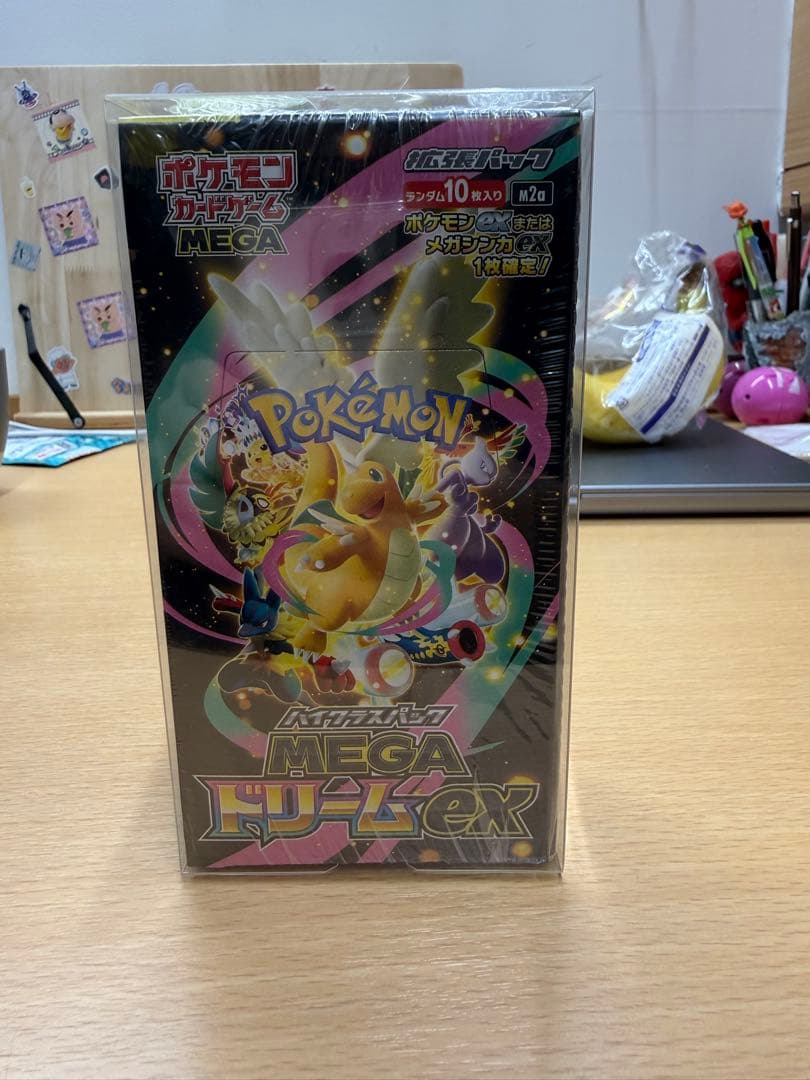 ポケモン
カードゲーム
MEGA
拡張パック
ランダム10枚入り
M2a
ポケモンexまたは
メガシンカex
1枚確定!
POKéMON
ハイクラスパック
MEGA
ドリームex